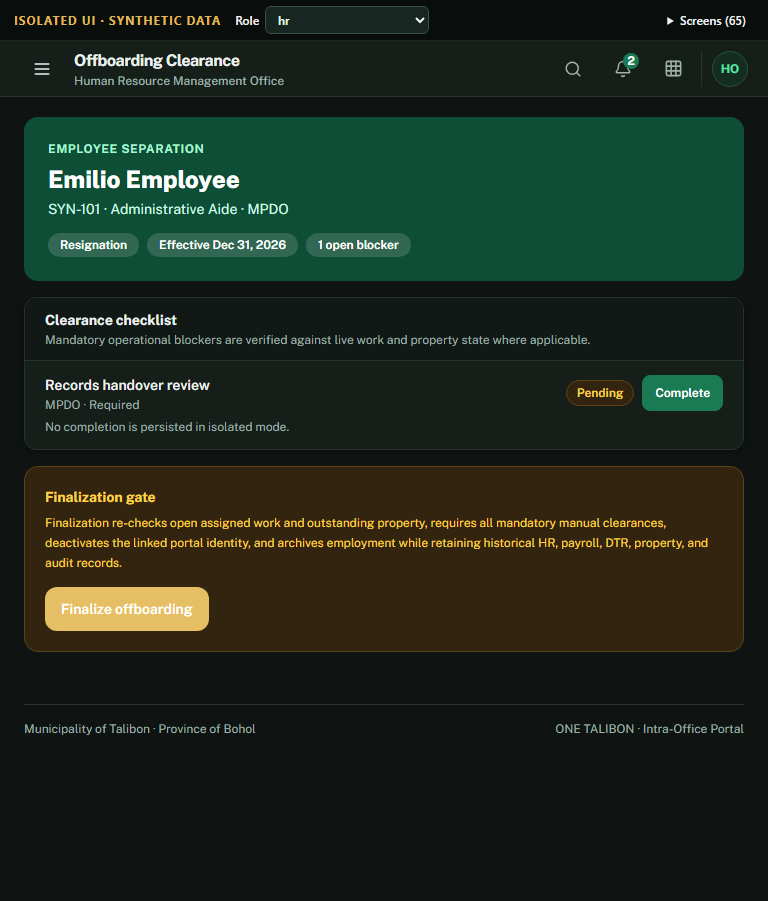 ISOLATED UI · SYNTHETIC DATA Role hr Screens (65)
Offboarding Clearance
Human Resource Management Office
2
HO
EMPLOYEE SEPARATION
Emilio Employee
SYN-101 · Administrative Aide · MPDO
Resignation Effective Dec 31, 2026 1 open blocker
Clearance checklist
Mandatory operational blockers are verified against live work and property state where applicable.
Records handover review
MPDO · Required
No completion is persisted in isolated mode.
Pending Complete
Finalization gate
Finalization re-checks open assigned work and outstanding property, requires all mandatory manual clearances,
deactivates the linked portal identity, and archives employment while retaining historical HR, payroll, DTR, property, and
audit records.
Finalize offboarding
Municipality of Talibon · Province of Bohol ONE TALIBON · Intra-Office Portal